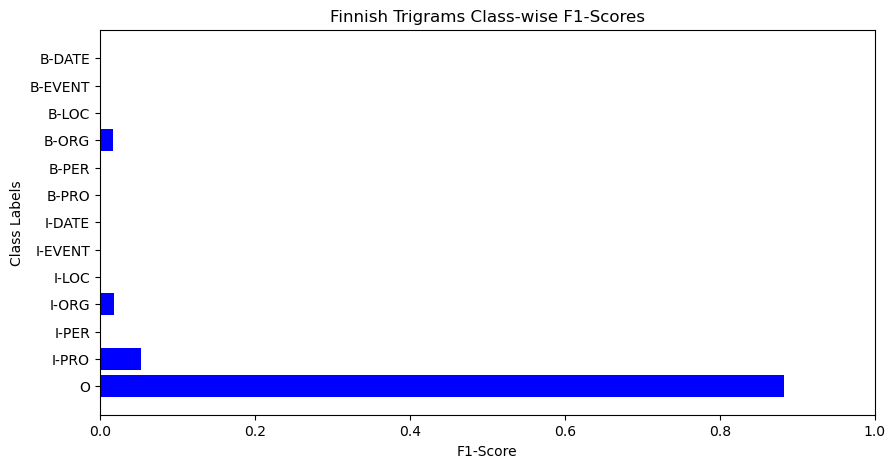 Finnish Trigrams Class-wise F1-Scores
Class Labels
B-DATE
B-EVENT
B-LOC
B-ORG
B-PER
B-PRO
I-DATE
I-EVENT
I-LOC
I-ORG
I-PER
I-PRO
O
0.0 0.2 0.4 0.6 0.8 1.0
F1-Score